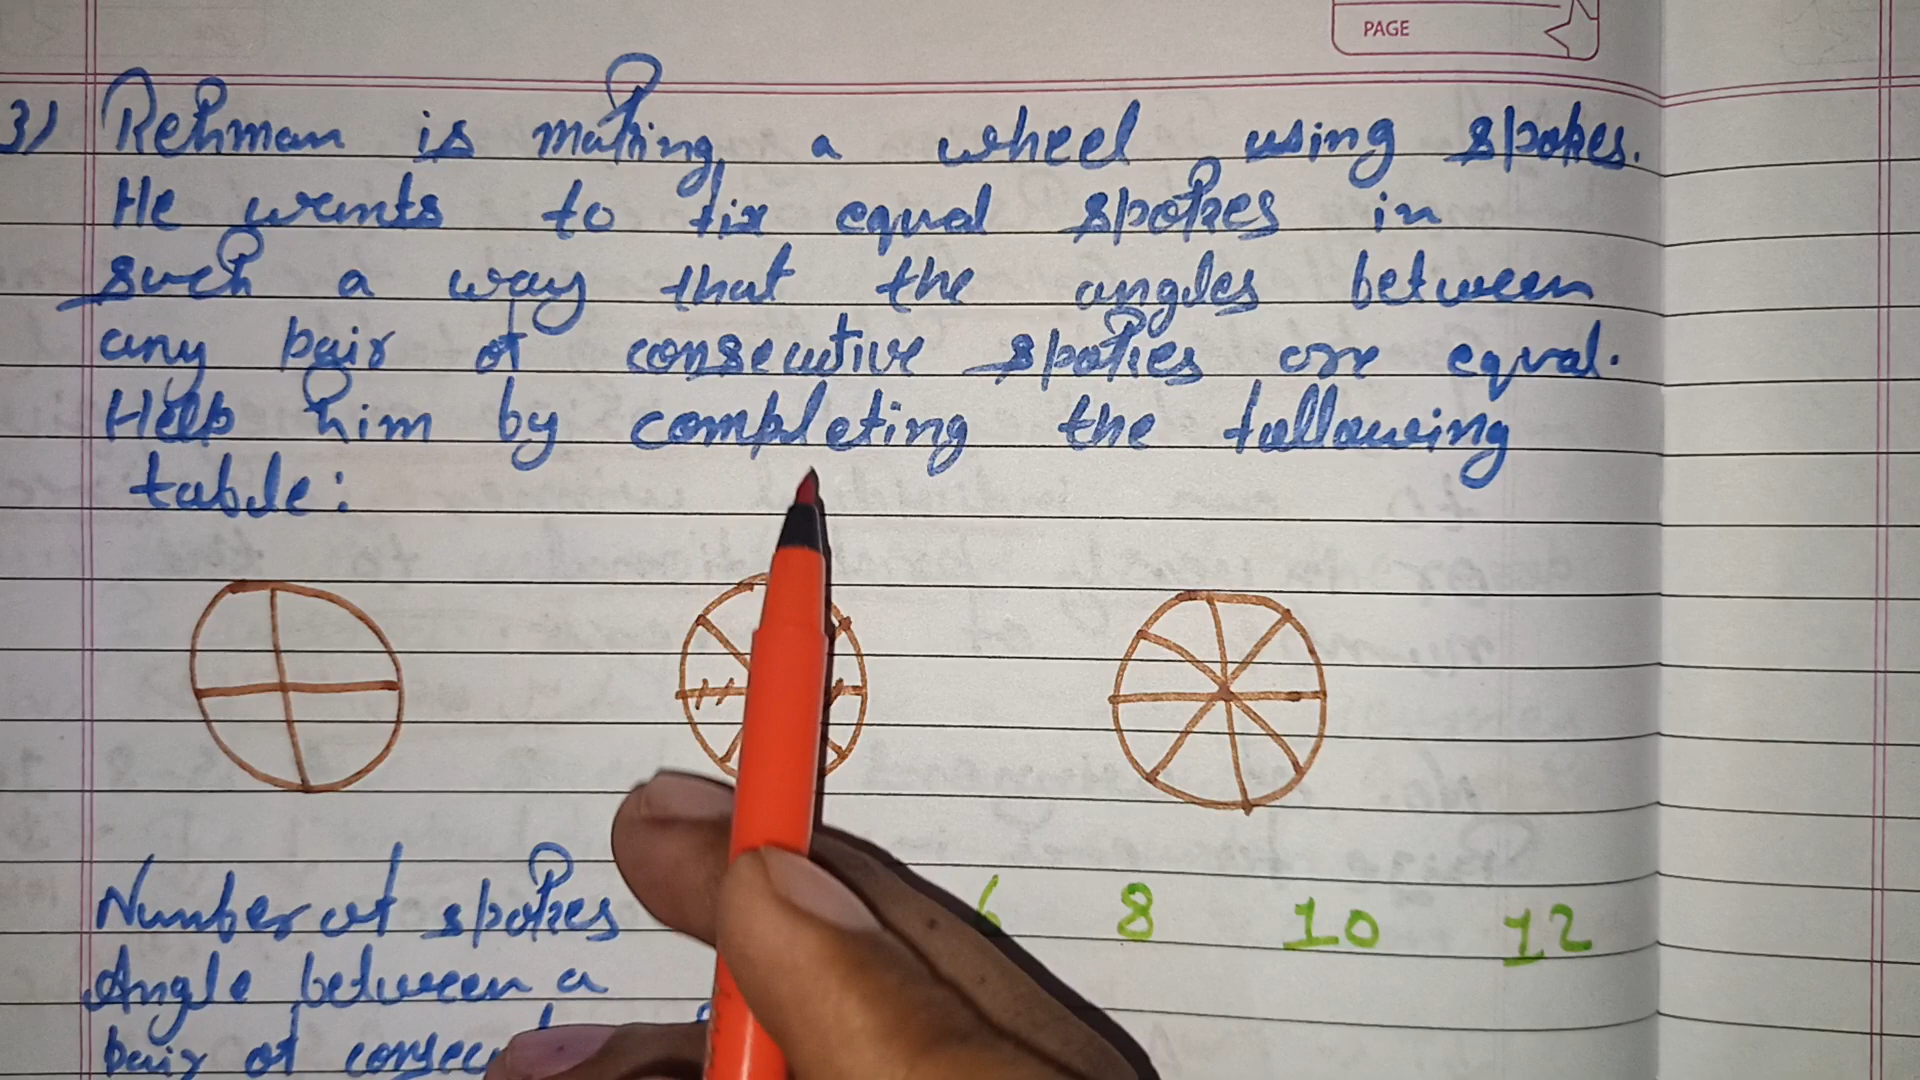 PAGE
3) Rehman is making a wheel using spokes.
He wants to fix equal spokes in
such a way that the angles between
any pair of consecutive spokes are equal.
Help him by completing the following
table:
Number of spokes 6 8 10 12
Angle between a
pair of